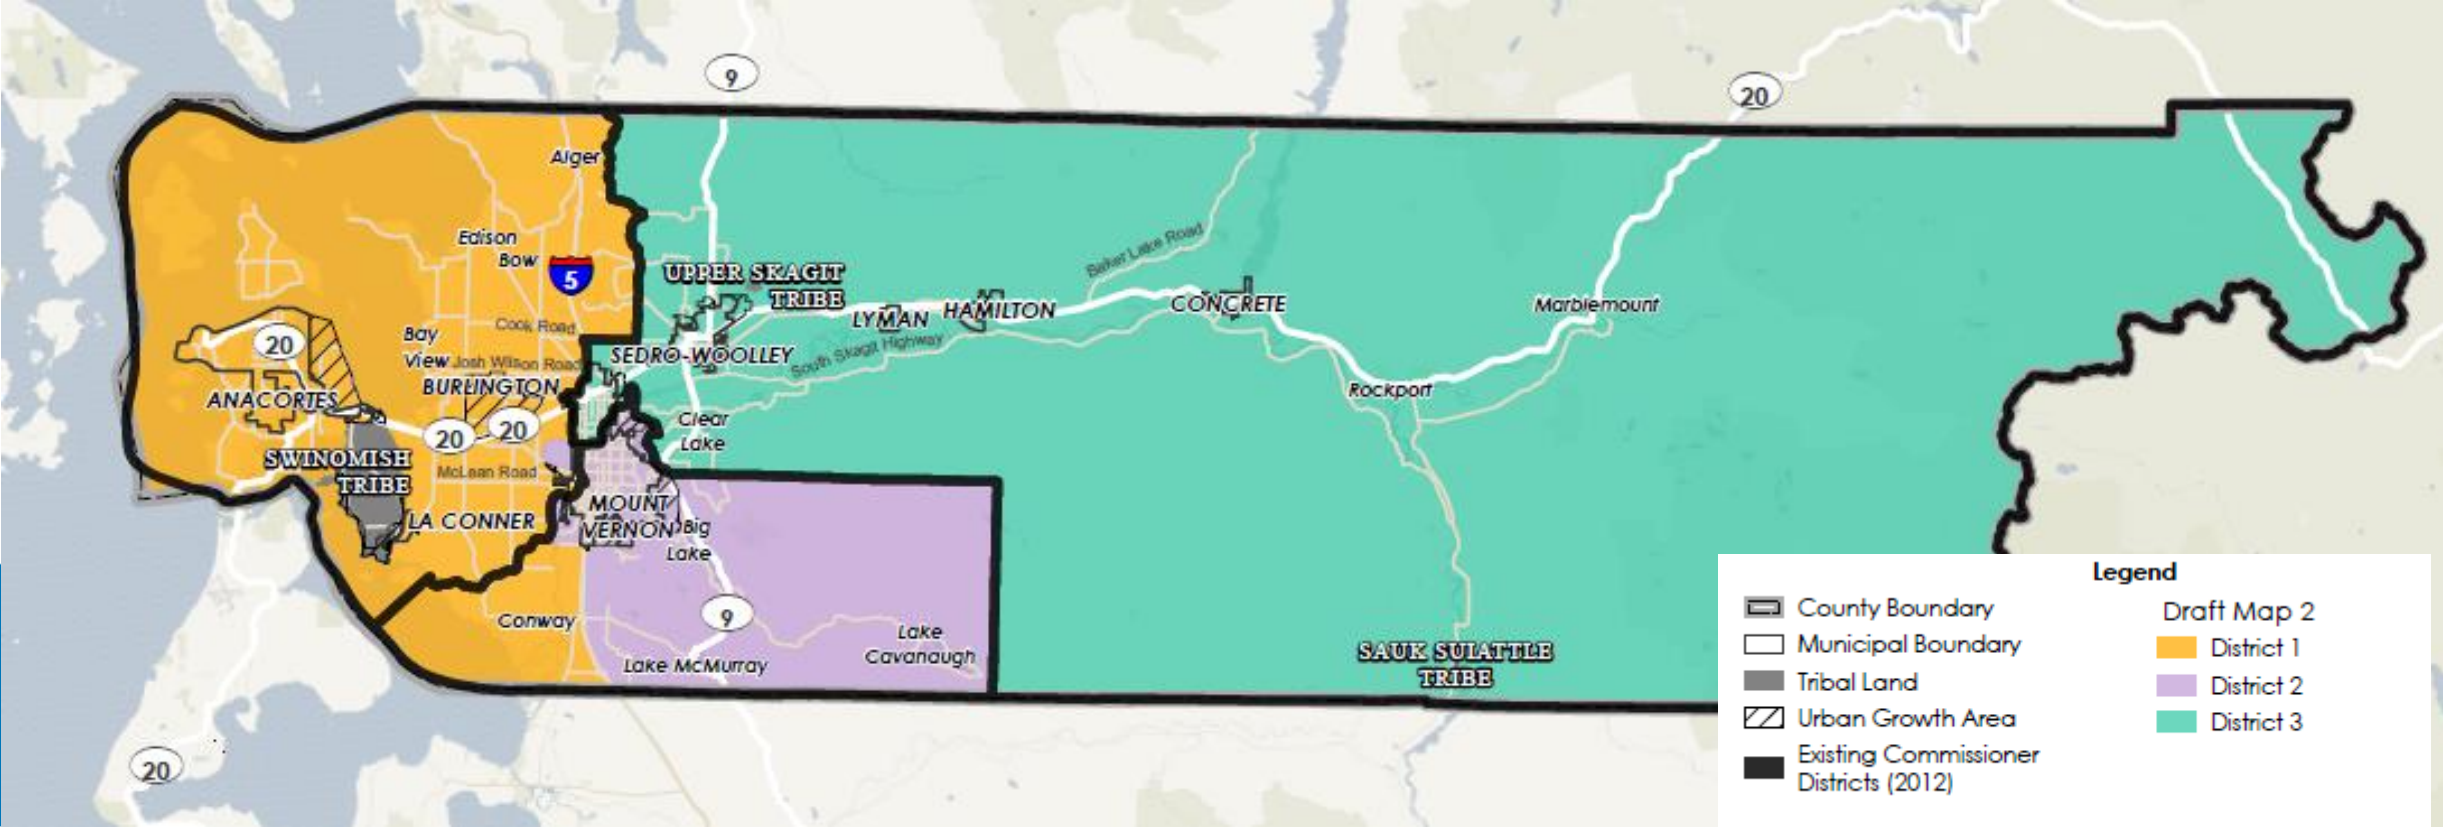 9
20
Alger
Edison
Bow
5
UPPER SKAGIT
TRIBE
Baker Lake Road
LYMAN
HAMILTON
CONCRETE
Marblemount
Cook Road
20
Bay
View
Josh Wilson Road
SEDRO-WOOLLEY
South Skagit Highway
BURLINGTON
ANACORTES
Rockport
20
20
Clear
Lake
SWINOMISH
TRIBE
McLean Road
MOUNT
VERNON
LA CONNER
Big
Lake
Conway
9
Lake
Cavanaugh
Lake McMurray
SAUK SUIATTLE
TRIBE
20
Legend
County Boundary
Municipal Boundary
Tribal Land
Urban Growth Area
Existing Commissioner
Districts (2012)
Draft Map 2
District 1
District 2
District 3